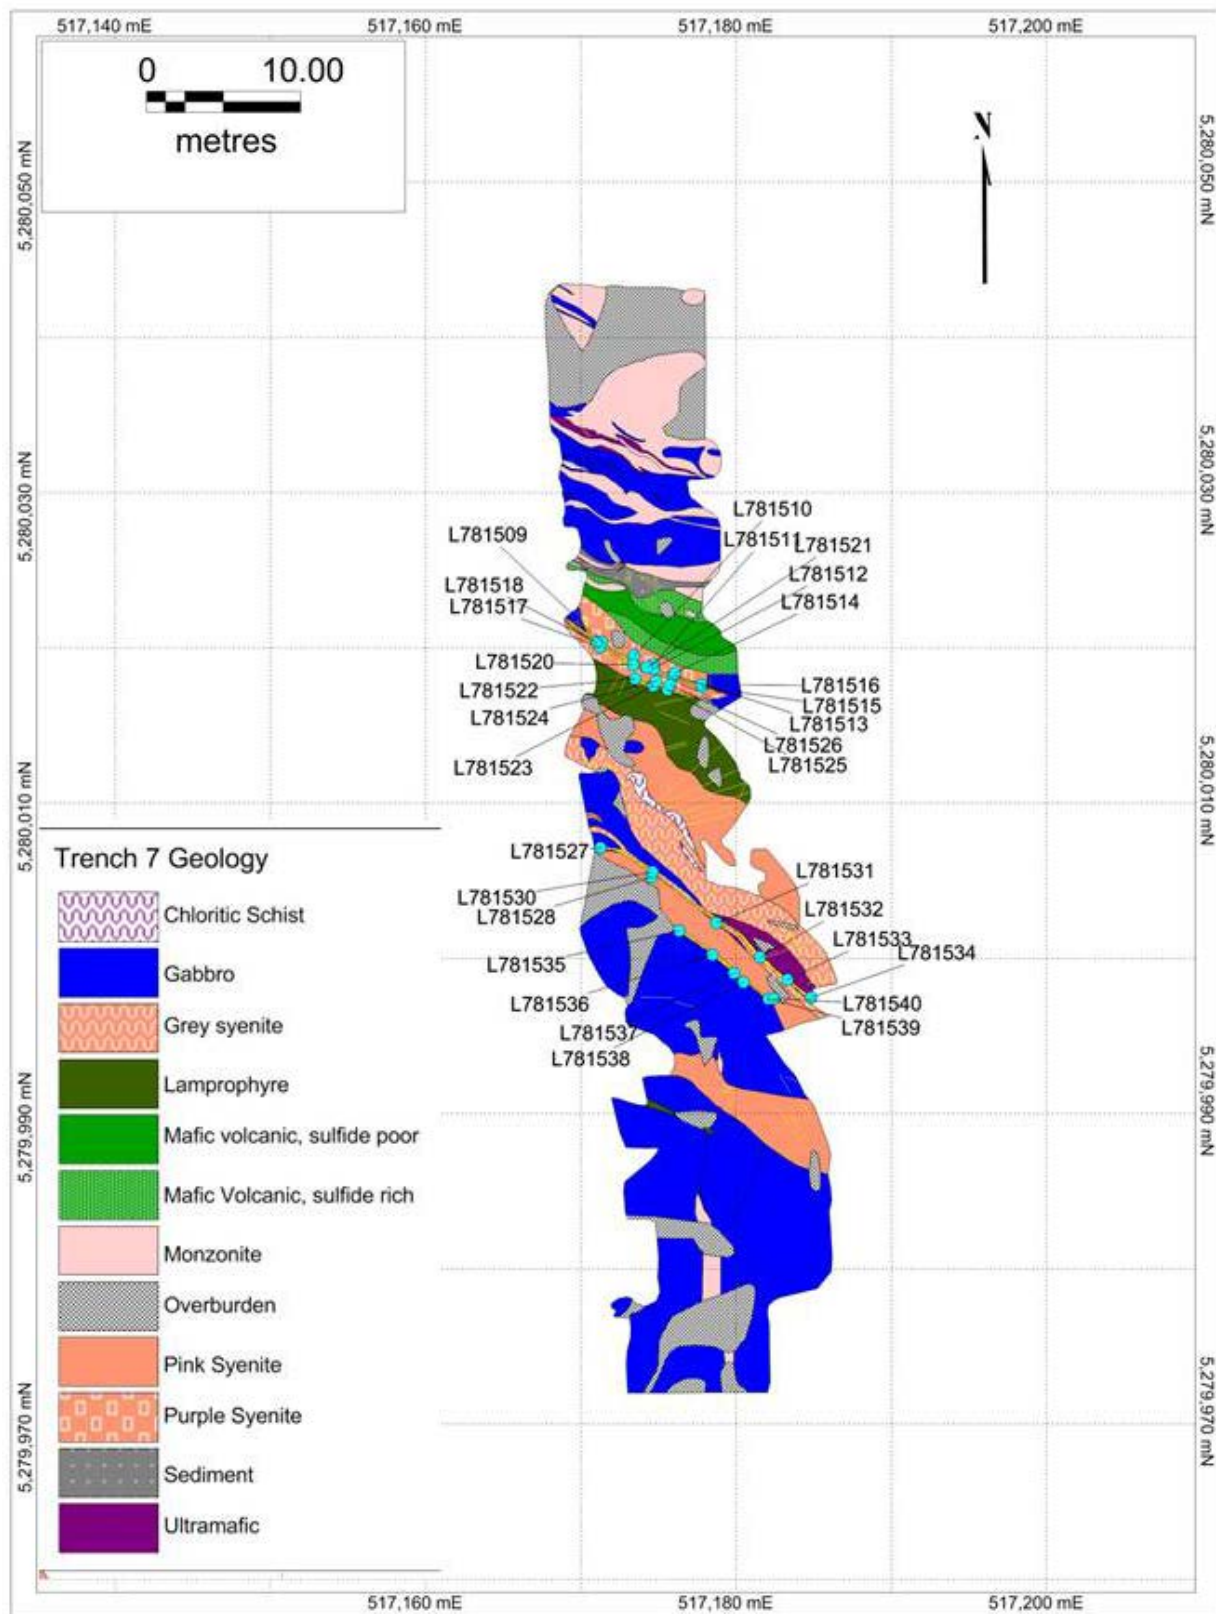 517,140 mE
517,160 mE
517,180 mE
517,200 mE
0
10.00
metres
N
5,280,050 mN
5,280,050 mN
5,280,030 mN
5,280,030 mN
L781510
L781509
L781511
L781521
L781518
L781512
L781517
L781514
L781520
L781522
L781516
L781524
L781515
L781513
L781523
L781526
L781525
5,280,010 mN
5,280,010 mN
L781527
L781530
L781531
L781528
L781532
L781533
L781534
L781535
L781536
L781540
L781537
L781539
L781538
Trench 7 Geology
Chloritic Schist
Gabbro
Grey syenite
Lamprophyre
Mafic volcanic, sulfide poor
Mafic Volcanic, sulfide rich
Monzonite
Overburden
Pink Syenite
Purple Syenite
Sediment
Ultramafic
5,279,990 mN
5,279,990 mN
5,279,970 mN
5,279,970 mN
517,160 mE
517,180 mE
517,200 mE